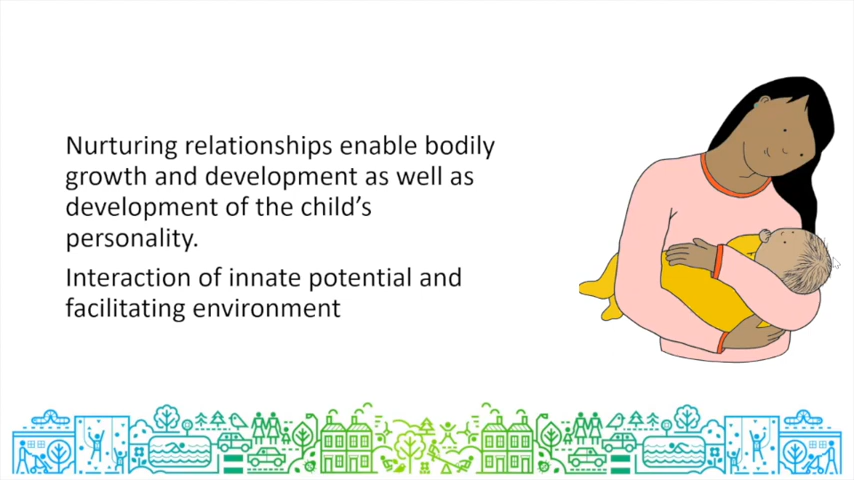 Nurturing relationships enable bodily
growth and development as well as
development of the child’s
personality.
Interaction of innate potential and
facilitating environment